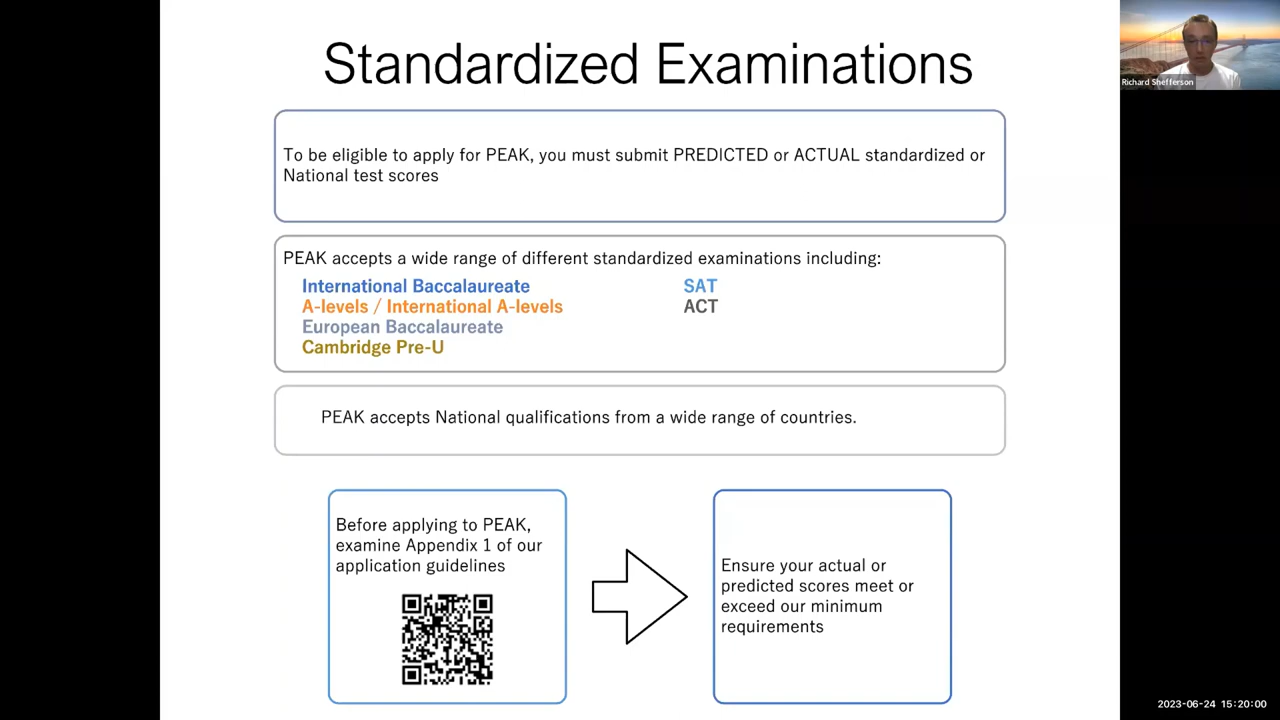 Standardized Examinations
Richard Shefferson
To be eligible to apply for PEAK, you must submit PREDICTED or ACTUAL standardized or
National test scores
PEAK accepts a wide range of different standardized examinations including:
International Baccalaureate
A-levels / International A-levels
European Baccalaureate
Cambridge Pre-U
SAT
ACT
PEAK accepts National qualifications from a wide range of countries.
Before applying to PEAK,
examine Appendix 1 of our
application guidelines
Ensure your actual or
predicted scores meet or
exceed our minimum
requirements
2023-06-24 15:20:00